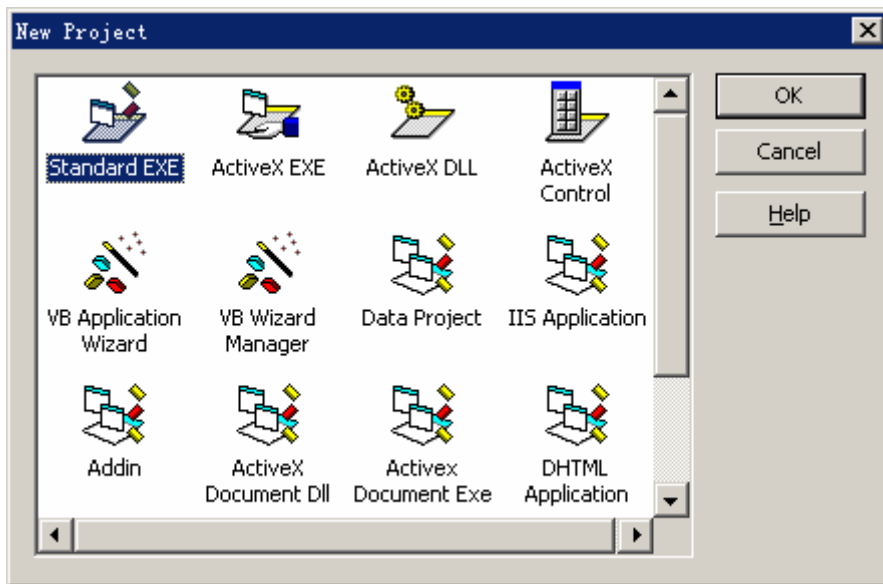 New Project
Standard EXE
ActiveX EXE
ActiveX DLL
ActiveX
Control
VB Application
Wizard
VB Wizard
Manager
Data Project
IIS Application
Addin
ActiveX
Document Dll
Activex
Document Exe
DHTML
Application
OK
Cancel
Help